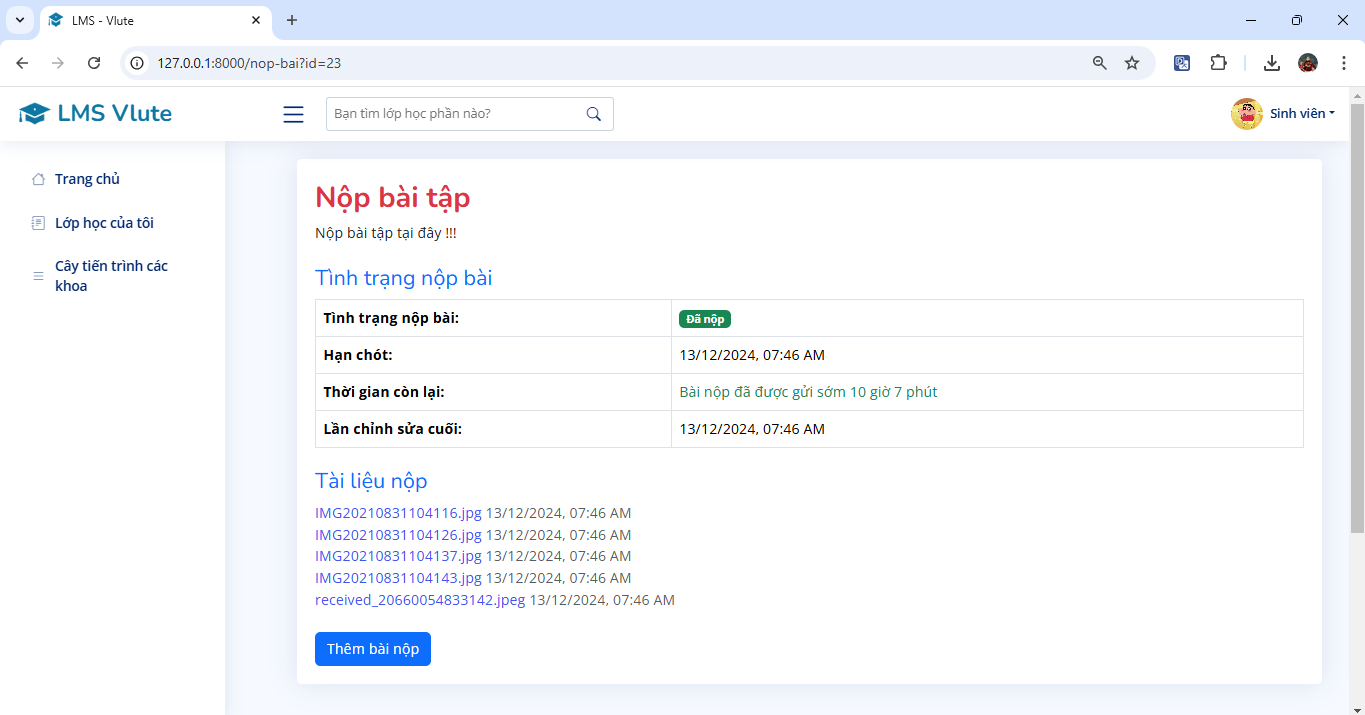 LMS - Vlute
127.0.0.1:8000/nop-bai?id=23
LMS Vlute
Bạn tìm lớp học phần nào?
Sinh viên
Trang chủ
Lớp học của tôi
Cây tiến trình các
khoa
Nộp bài tập
Nộp bài tập tại đây !!!
Tình trạng nộp bài
Tình trạng nộp bài: Đã nộp
Hạn chót: 13/12/2024, 07:46 AM
Thời gian còn lại: Bài nộp đã được gửi sớm 10 giờ 7 phút
Lần chỉnh sửa cuối: 13/12/2024, 07:46 AM
Tài liệu nộp
IMG20210831104116.jpg 13/12/2024, 07:46 AM
IMG20210831104126.jpg 13/12/2024, 07:46 AM
IMG20210831104137.jpg 13/12/2024, 07:46 AM
IMG20210831104143.jpg 13/12/2024, 07:46 AM
received_20660054833142.jpeg 13/12/2024, 07:46 AM
Thêm bài nộp